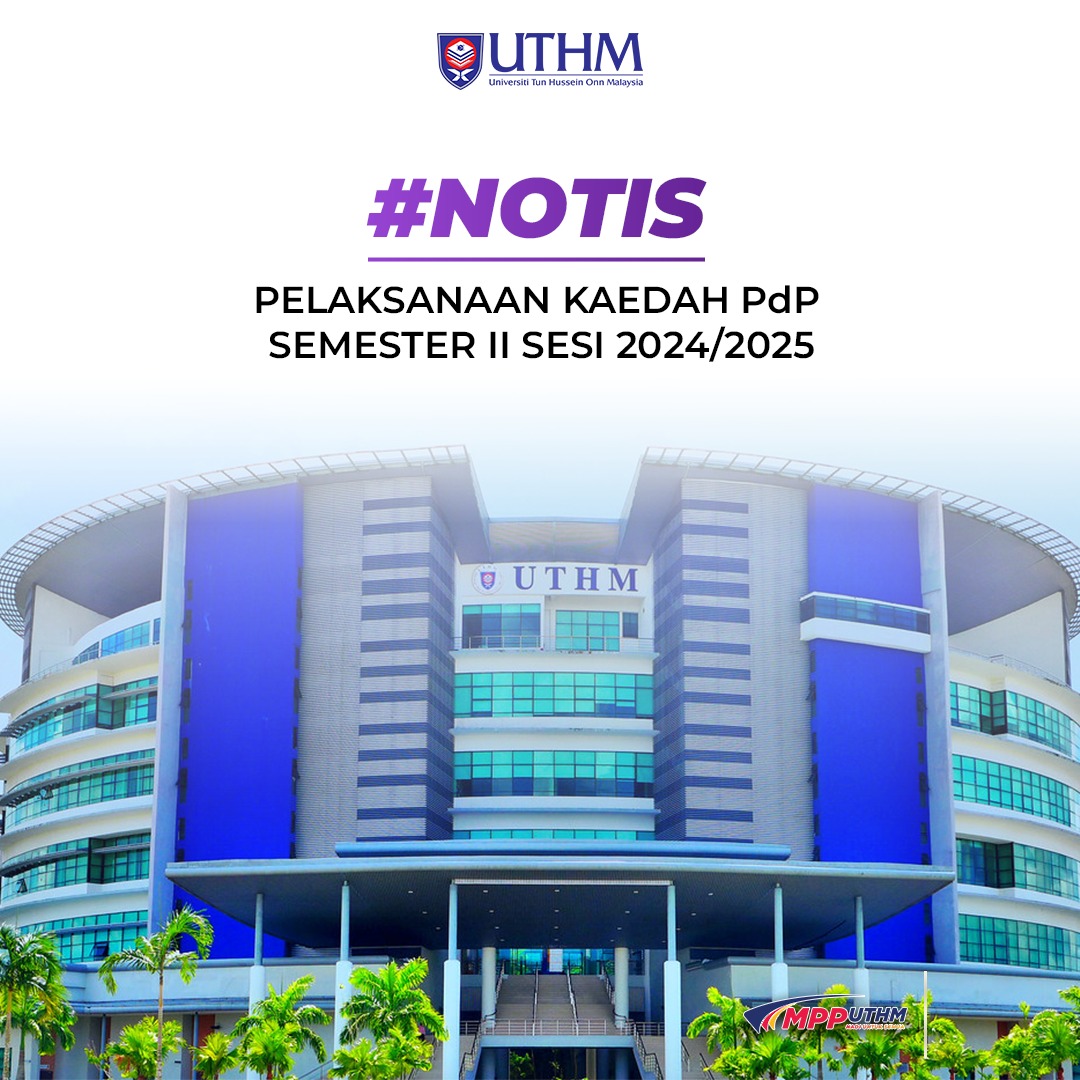 UTHM
Universiti Tun Hussein Onn Malaysia
#NOTIS
PELAKSANAAN KAEDAH PdP
SEMESTER II SESI 2024/2025
UTHM
MPPUTHM